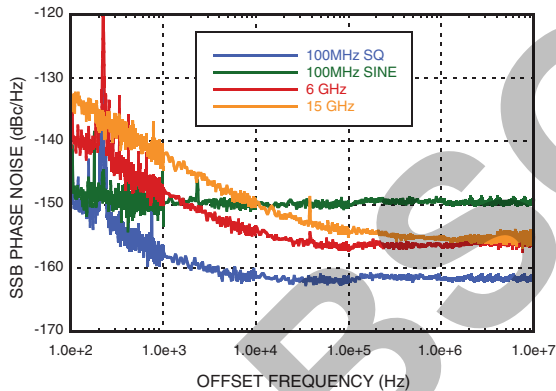 -120
-130
-140
-150
-160
-170
SSB PHASE NOISE (dBc/Hz)
100MHz SQ
100MHz SINE
6 GHz
15 GHz
1.0e+2 1.0e+3 1.0e+4 1.0e+5 1.0e+6 1.0e+7
OFFSET FREQUENCY (Hz)
BSO